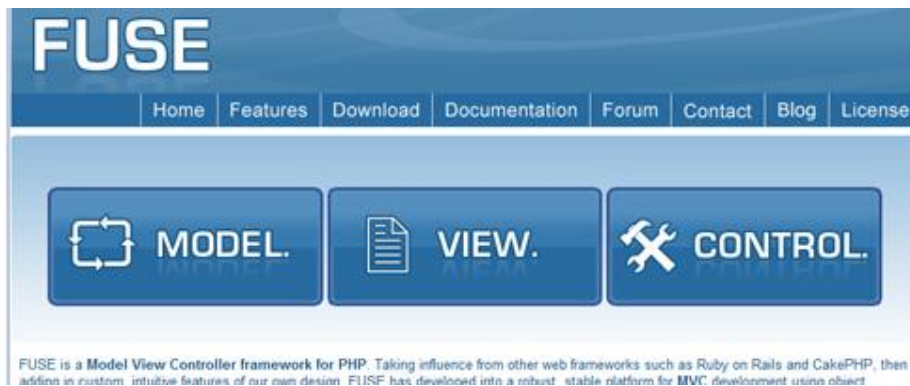 FUSE
Home Features Download Documentation Forum Contact Blog License
MODEL. VIEW. CONTROL.
FUSE is a Model View Controller framework for PHP. Taking influence from other web frameworks such as Ruby on Rails and CakePHP, then
adding in custom, intuitive features of our own design, FUSE has developed into a robust, stable platform for MVC development using object